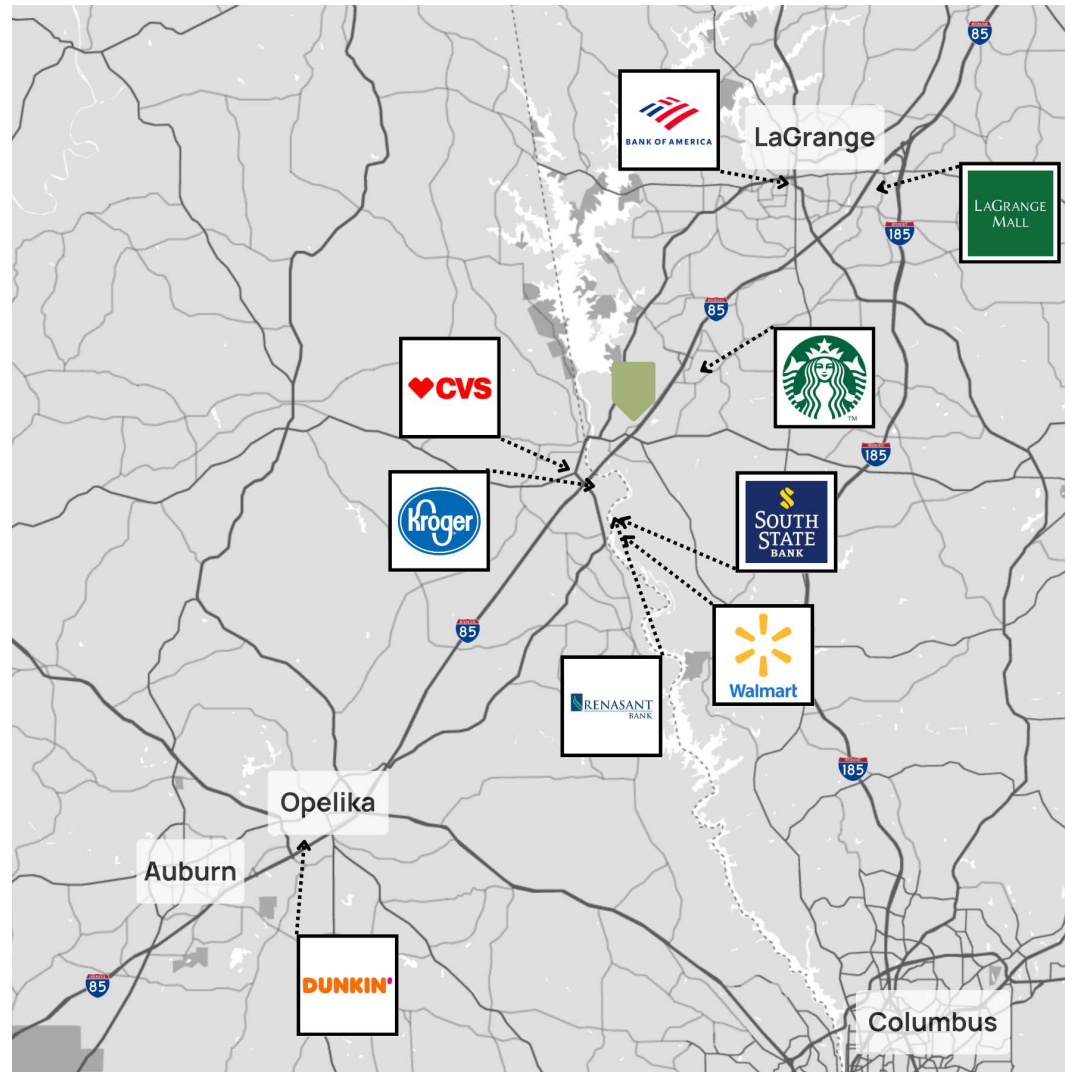 85
BANK OF AMERICA
LaGrange
LAGRANGE
MALL
185
85
CVS
TM
185
Kroger
SOUTH
STATE
BANK
85
Walmart
RENASANT
BANK
185
Opelika
Auburn
85
DUNKIN'
Columbus